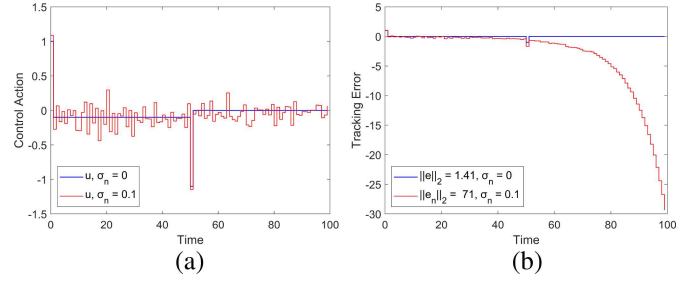 1.5
1
0.5
0
-0.5
-1
-1.5
Control Action
u, σn = 0
u, σn = 0.1
0 20 40 60 80 100
Time
(a)
5
0
-5
-10
-15
-20
-25
-30
Tracking Error
||e||2 = 1.41, σn = 0
||en||2 = 71, σn = 0.1
0 20 40 60 80 100
Time
(b)